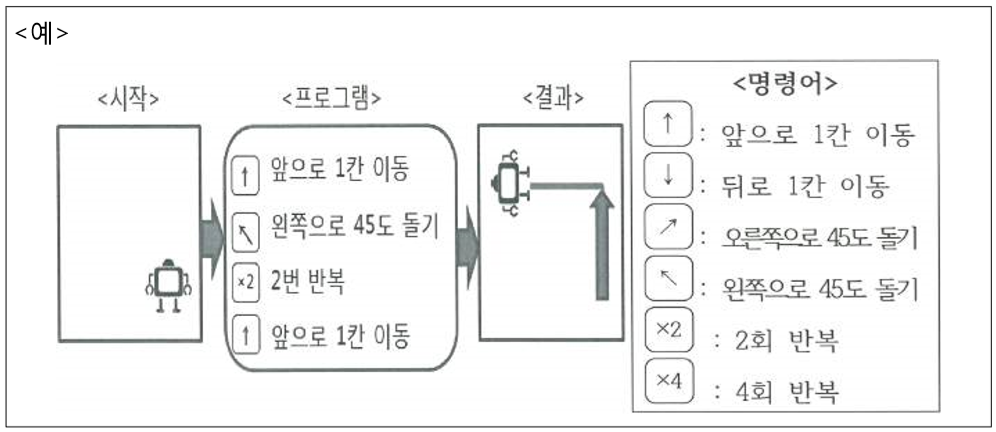 <예>
<시작>
<프로그램>
↑ 앞으로 1칸 이동
↖ 왼쪽으로 45도 돌기
×2 2번 반복
↑ 앞으로 1칸 이동
<결과>
<명령어>
↑ : 앞으로 1칸 이동
↓ : 뒤로 1칸 이동
↗ : 오른쪽으로 45도 돌기
↖ : 왼쪽으로 45도 돌기
×2 : 2회 반복
×4 : 4회 반복